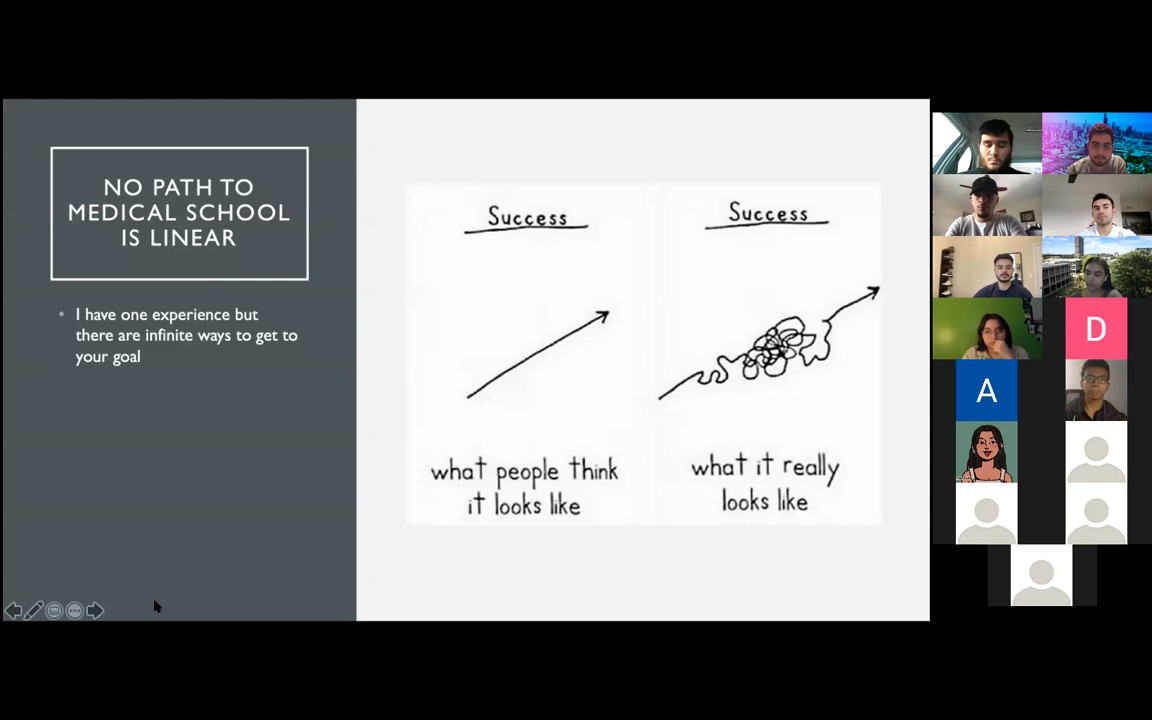 NO PATH TO
MEDICAL SCHOOL
IS LINEAR
I have one experience but
there are infinite ways to get to
your goal
Success
what people think
it looks like
Success
what it really
looks like
D
A